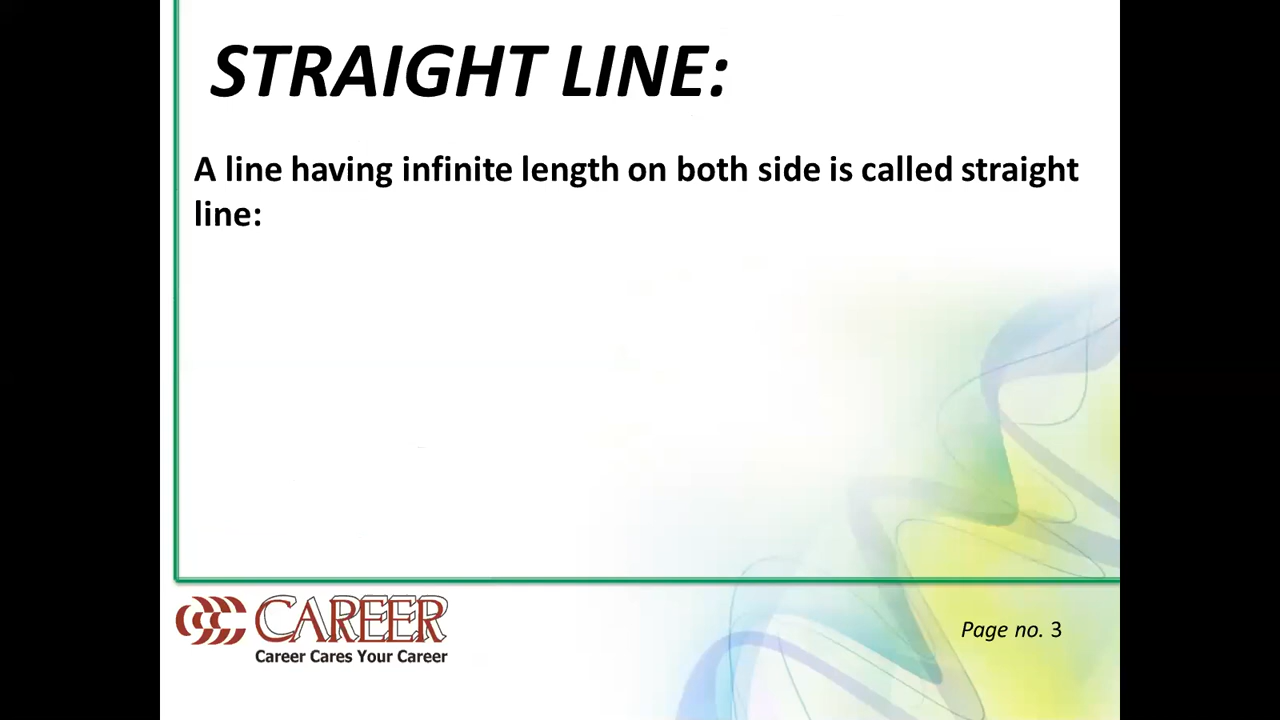 STRAIGHT LINE:
A line having infinite length on both side is called straight
line:
CAREER
Career Cares Your Career
Page no. 3